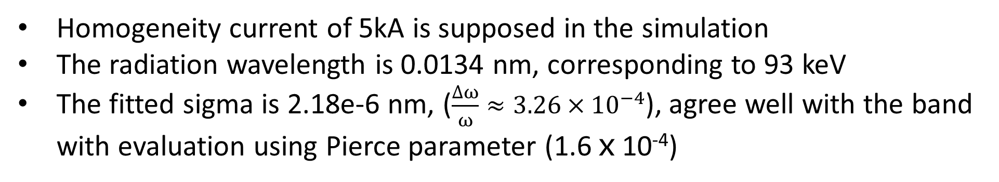 • Homogeneity current of 5kA is supposed in the simulation
• The radiation wavelength is 0.0134 nm, corresponding to 93 keV
• The fitted sigma is 2.18e-6 nm, (Δω/ω ≈ 3.26 × 10⁻⁴), agree well with the band
with evaluation using Pierce parameter (1.6 X 10⁻⁴)